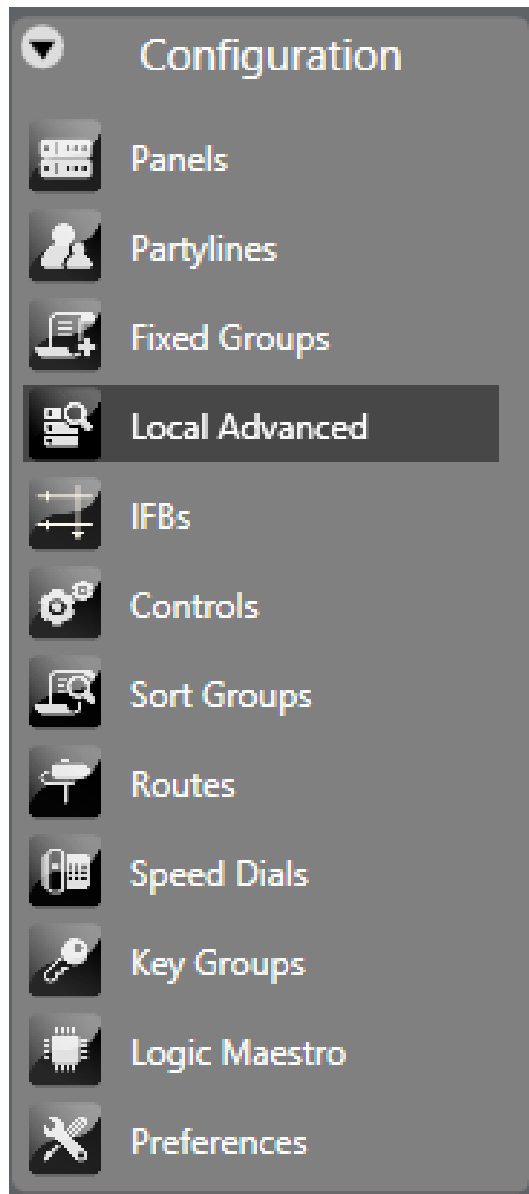 Configuration
Panels
Partylines
Fixed Groups
Local Advanced
IFBs
Controls
Sort Groups
Routes
Speed Dials
Key Groups
Logic Maestro
Preferences